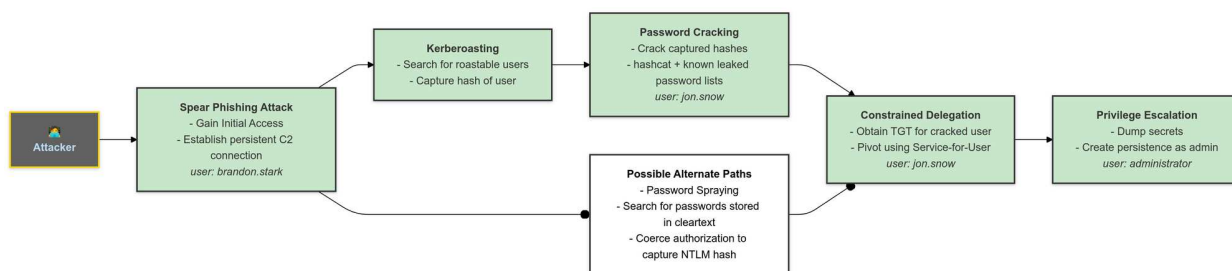 Attacker
Spear Phishing Attack
- Gain Initial Access
- Establish persistent C2
connection
user: brandon.stark
Kerberoasting
- Search for roastable users
- Capture hash of user
Password Cracking
- Crack captured hashes
- hashcat + known leaked
password lists
user: jon.snow
Possible Alternate Paths
- Password Spraying
- Search for passwords stored
in cleartext
- Coerce authorization to
capture NTLM hash
Constrained Delegation
- Obtain TGT for cracked user
- Pivot using Service-for-User
user: jon.snow
Privilege Escalation
- Dump secrets
- Create persistence as admin
user: administrator